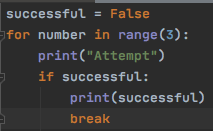 successful = False
for number in range(3):
    print("Attempt")
    if successful:
        print(successful)
        break